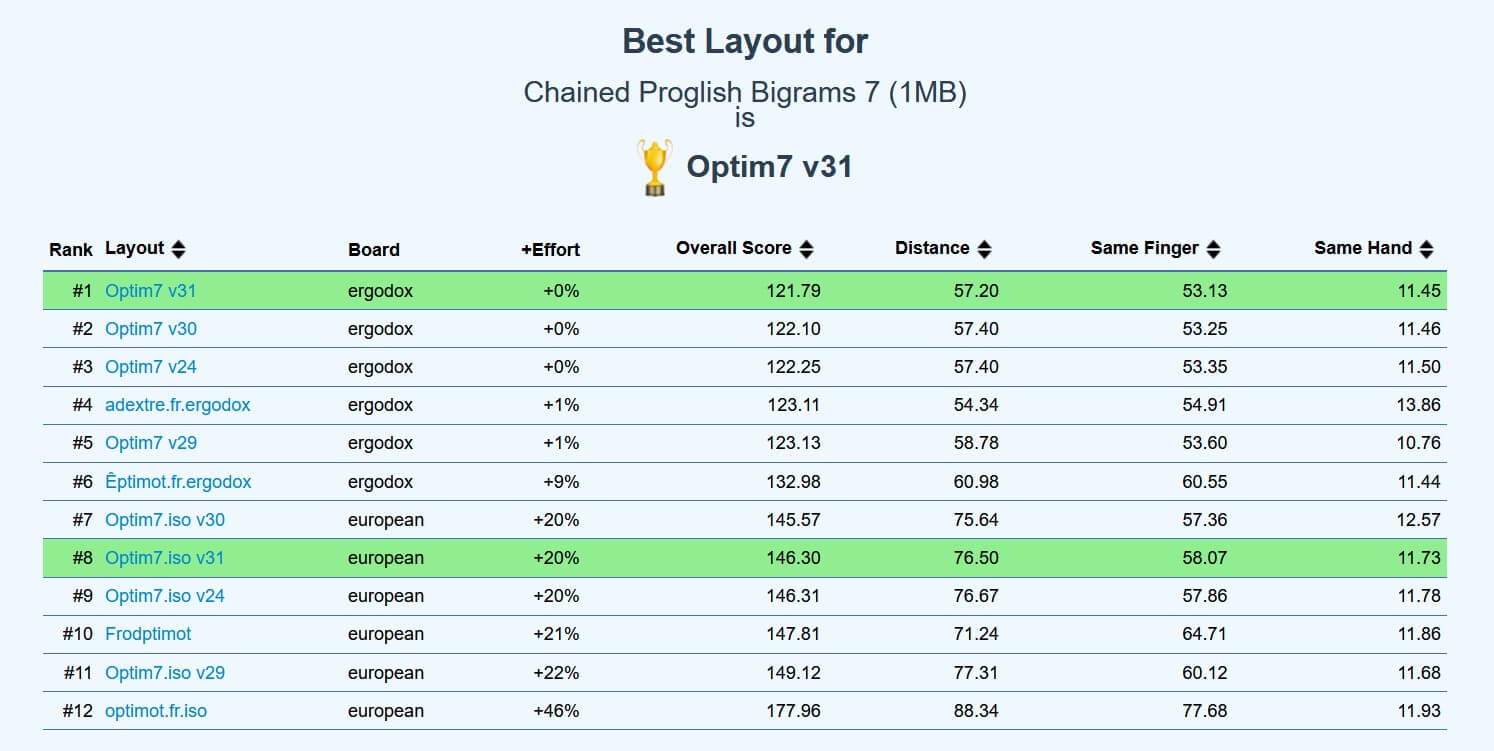 Best Layout for
Chained Proglish Bigrams 7 (1MB)
is
Optim7 v31
Rank Layout Board +Effort Overall Score Distance Same Finger Same Hand
#1 Optim7 v31 ergodox +0% 121.79 57.20 53.13 11.45
#2 Optim7 v30 ergodox +0% 122.10 57.40 53.25 11.46
#3 Optim7 v24 ergodox +0% 122.25 57.40 53.35 11.50
#4 adextre.fr.ergodox ergodox +1% 123.11 54.34 54.91 13.86
#5 Optim7 v29 ergodox +1% 123.13 58.78 53.60 10.76
#6 Êptimot.fr.ergodox ergodox +9% 132.98 60.98 60.55 11.44
#7 Optim7.iso v30 european +20% 145.57 75.64 57.36 12.57
#8 Optim7.iso v31 european +20% 146.30 76.50 58.07 11.73
#9 Optim7.iso v24 european +20% 146.31 76.67 57.86 11.78
#10 Frodptimot european +21% 147.81 71.24 64.71 11.86
#11 Optim7.iso v29 european +22% 149.12 77.31 60.12 11.68
#12 optimot.fr.iso european +46% 177.96 88.34 77.68 11.93